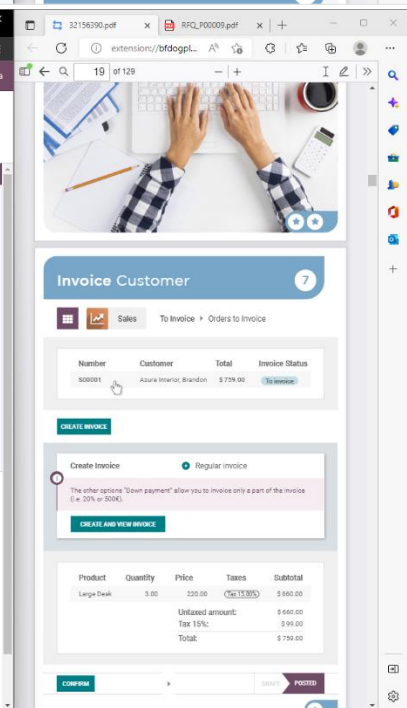 32156390.pdf
RFQ_P00009.pdf
extension://bfdogpl...
19 of 129
Invoice Customer
7
Sales To Invoice Orders to Invoice
Number Customer Total Invoice Status
S00001 Azure Interior, Brandon $ 759.00 To invoice
CREATE INVOICE
Create Invoice Regular invoice
The other options "Down payment" allow you to invoice only a part of the invoice
(i.e. 20% or 500€).
CREATE AND VIEW INVOICE
Product Quantity Price Taxes Subtotal
Large Desk 3.00 220.00 Tax 15.00% $ 660.00
Untaxed amount: $ 660.00
Tax 15%: $ 99.00
Total: $ 759.00
CONFIRM DRAFT POSTED